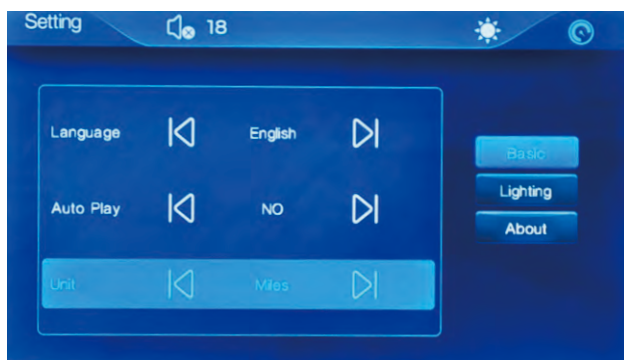 Setting 18
Language English
Auto Play NO
Unit Miles
Basic
Lighting
About